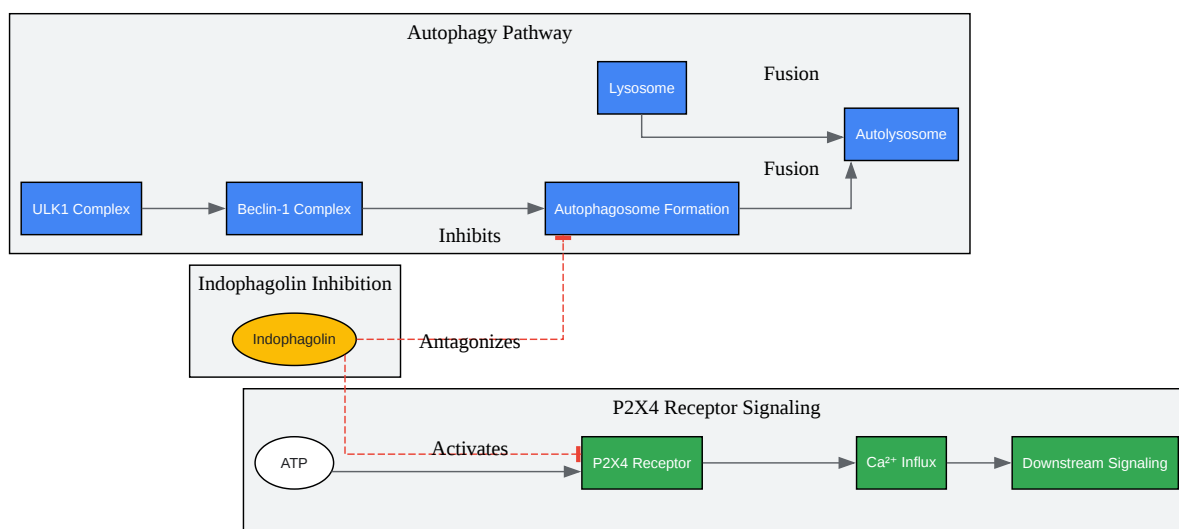 Autophagy Pathway
Lysosome
Fusion
Autolysosome
Fusion
ULK1 Complex
Beclin-1 Complex
Autophagosome Formation
Inhibits
Indophagolin Inhibition
Indophagolin
Antagonizes
P2X4 Receptor Signaling
Activates
ATP
P2X4 Receptor
Ca²⁺ Influx
Downstream Signaling